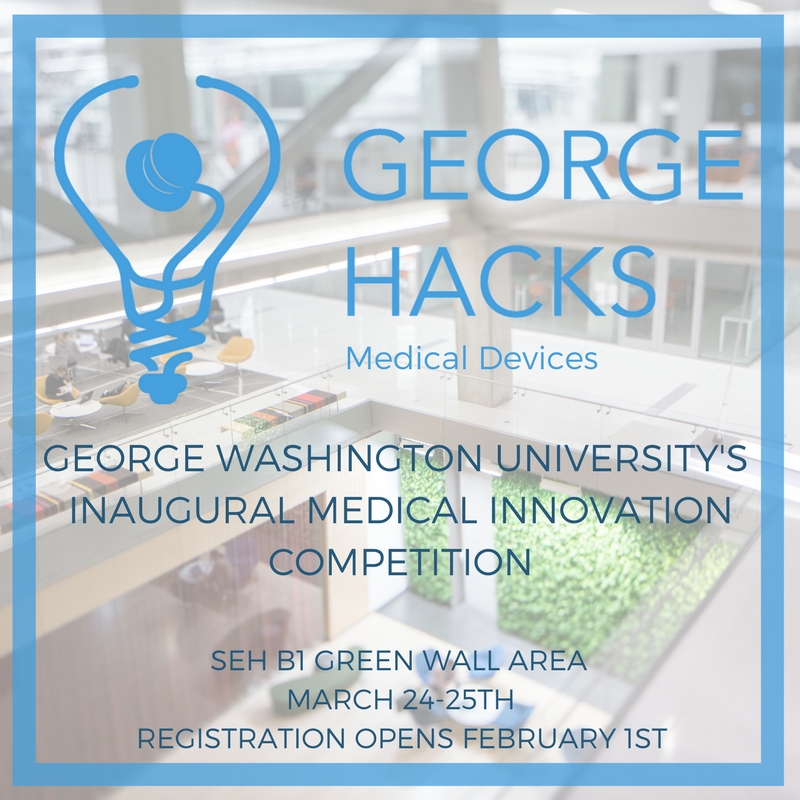 GEORGE
HACKS
Medical Devices
GEORGE WASHINGTON UNIVERSITY'S
INAUGURAL MEDICAL INNOVATION
COMPETITION
SEH B1 GREEN WALL AREA
MARCH 24-25TH
REGISTRATION OPENS FEBRUARY 1ST